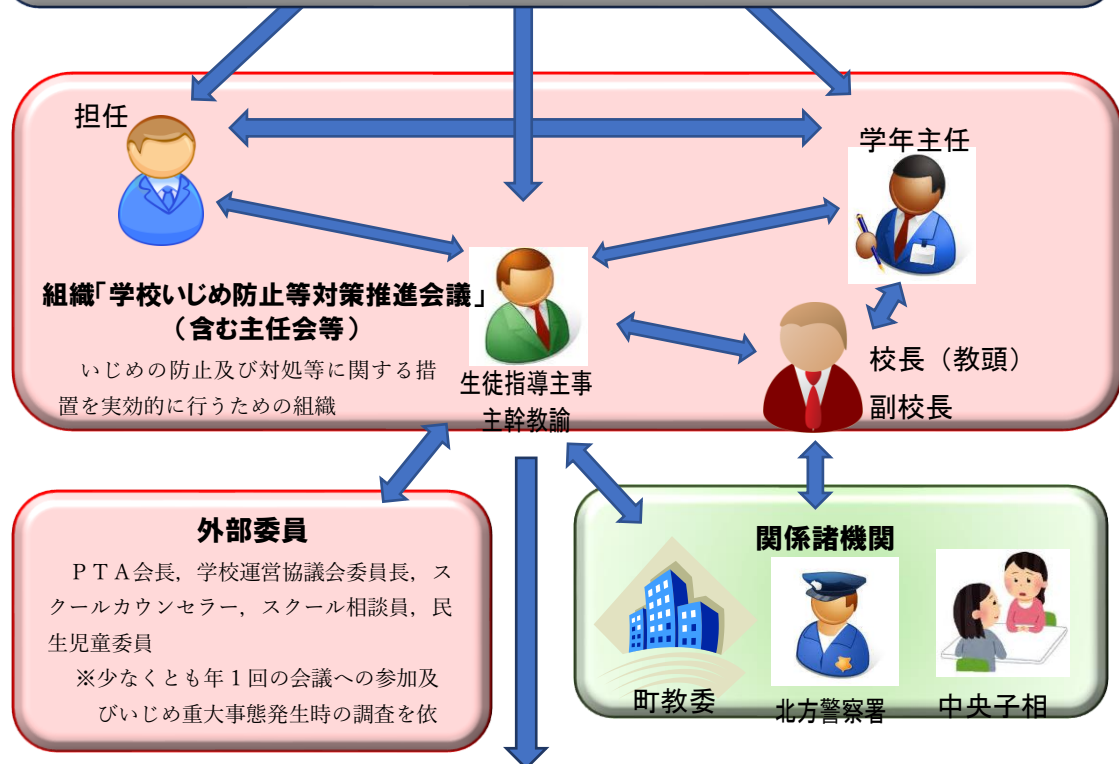 担任
学年主任
組織「学校いじめ防止等対策推進会議」
（含む主任会等）
いじめの防止及び対処等に関する措
置を実効的に行うための組織
生徒指導主事
主幹教諭
校長（教頭）
副校長
外部委員
ＰＴＡ会長，学校運営協議会委員長，ス
クールカウンセラー，スクール相談員，民
生児童委員
※少なくとも年１回の会議への参加及
びいじめ重大事態発生時の調査を依
関係諸機関
町教委
北方警察署
中央子相